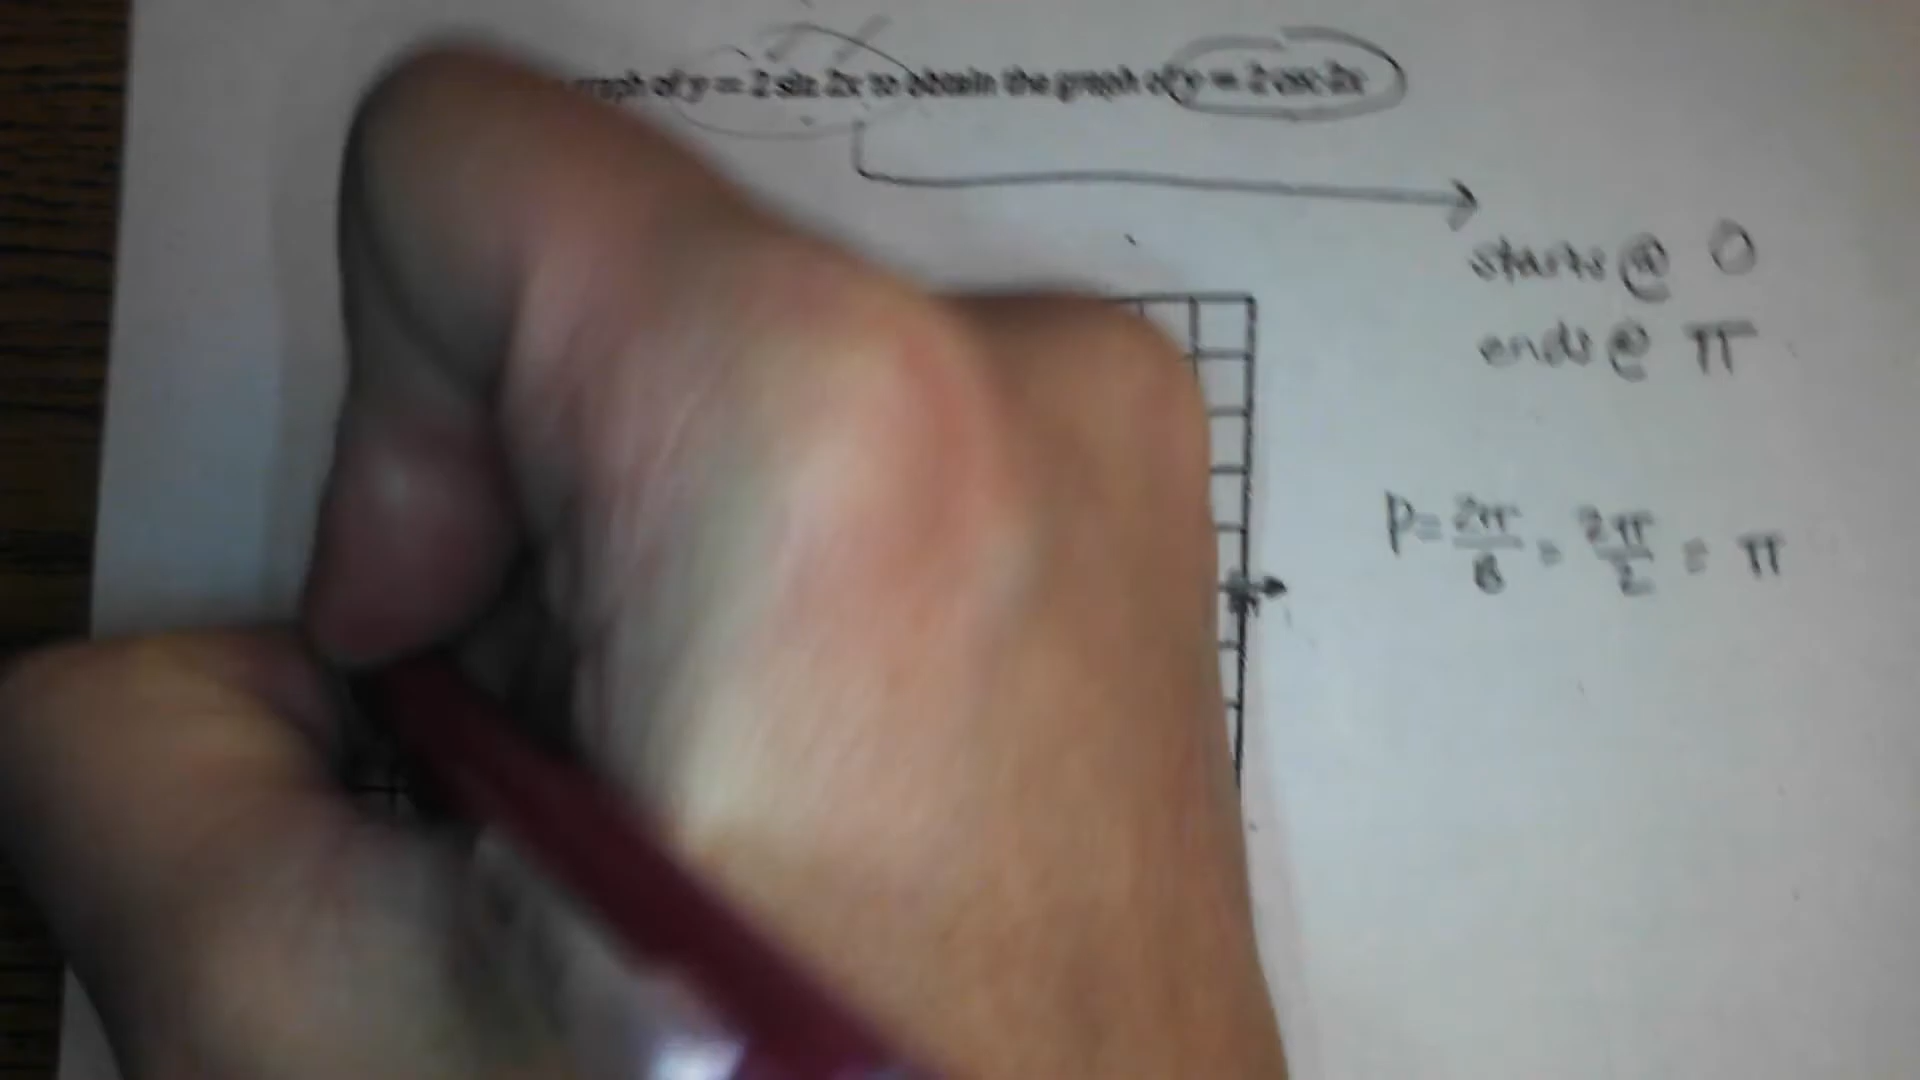 graph of y = 2 sin 2x to obtain the graph of y = 2 csc 2x
starts @ 0
ends @ π
P = 2π/B = 2π/2 = π